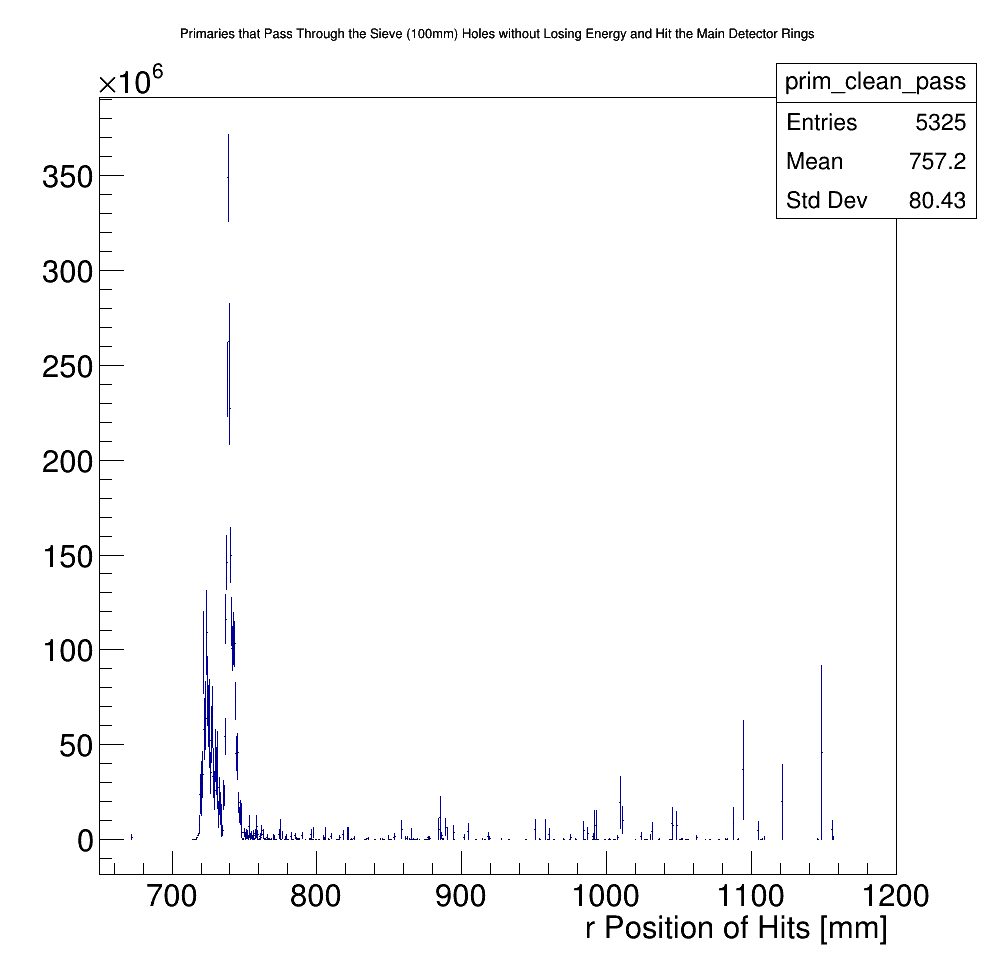 Primaries that Pass Through the Sieve (100mm) Holes without Losing Energy and Hit the Main Detector Rings
×10⁶
prim_clean_pass
Entries 5325
Mean 757.2
Std Dev 80.43
350
300
250
200
150
100
50
0
700 800 900 1000 1100 1200
r Position of Hits [mm]